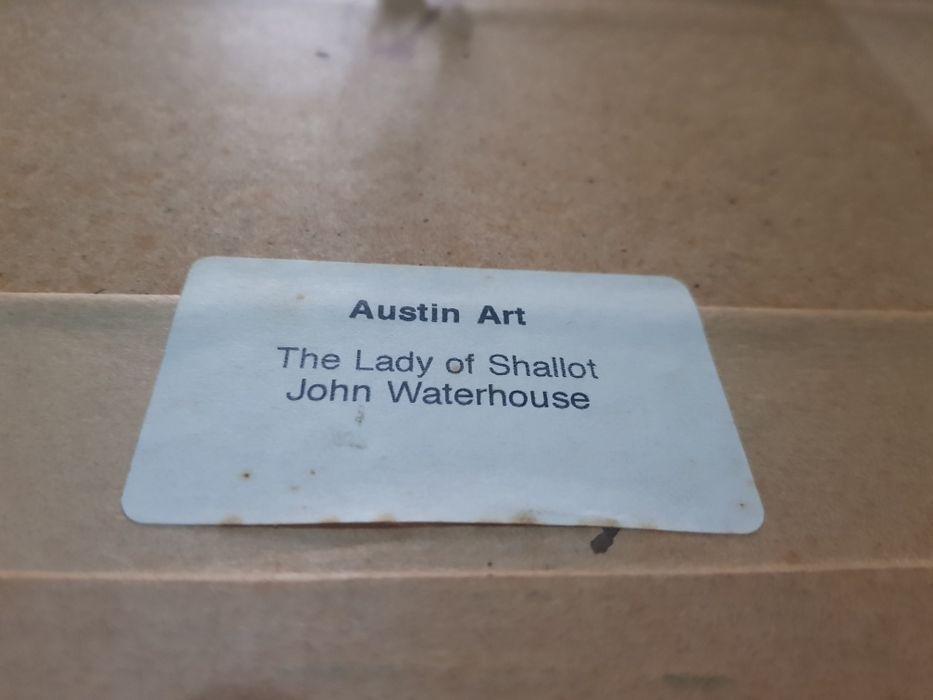 Austin Art
The Lady of Shallot
John Waterhouse